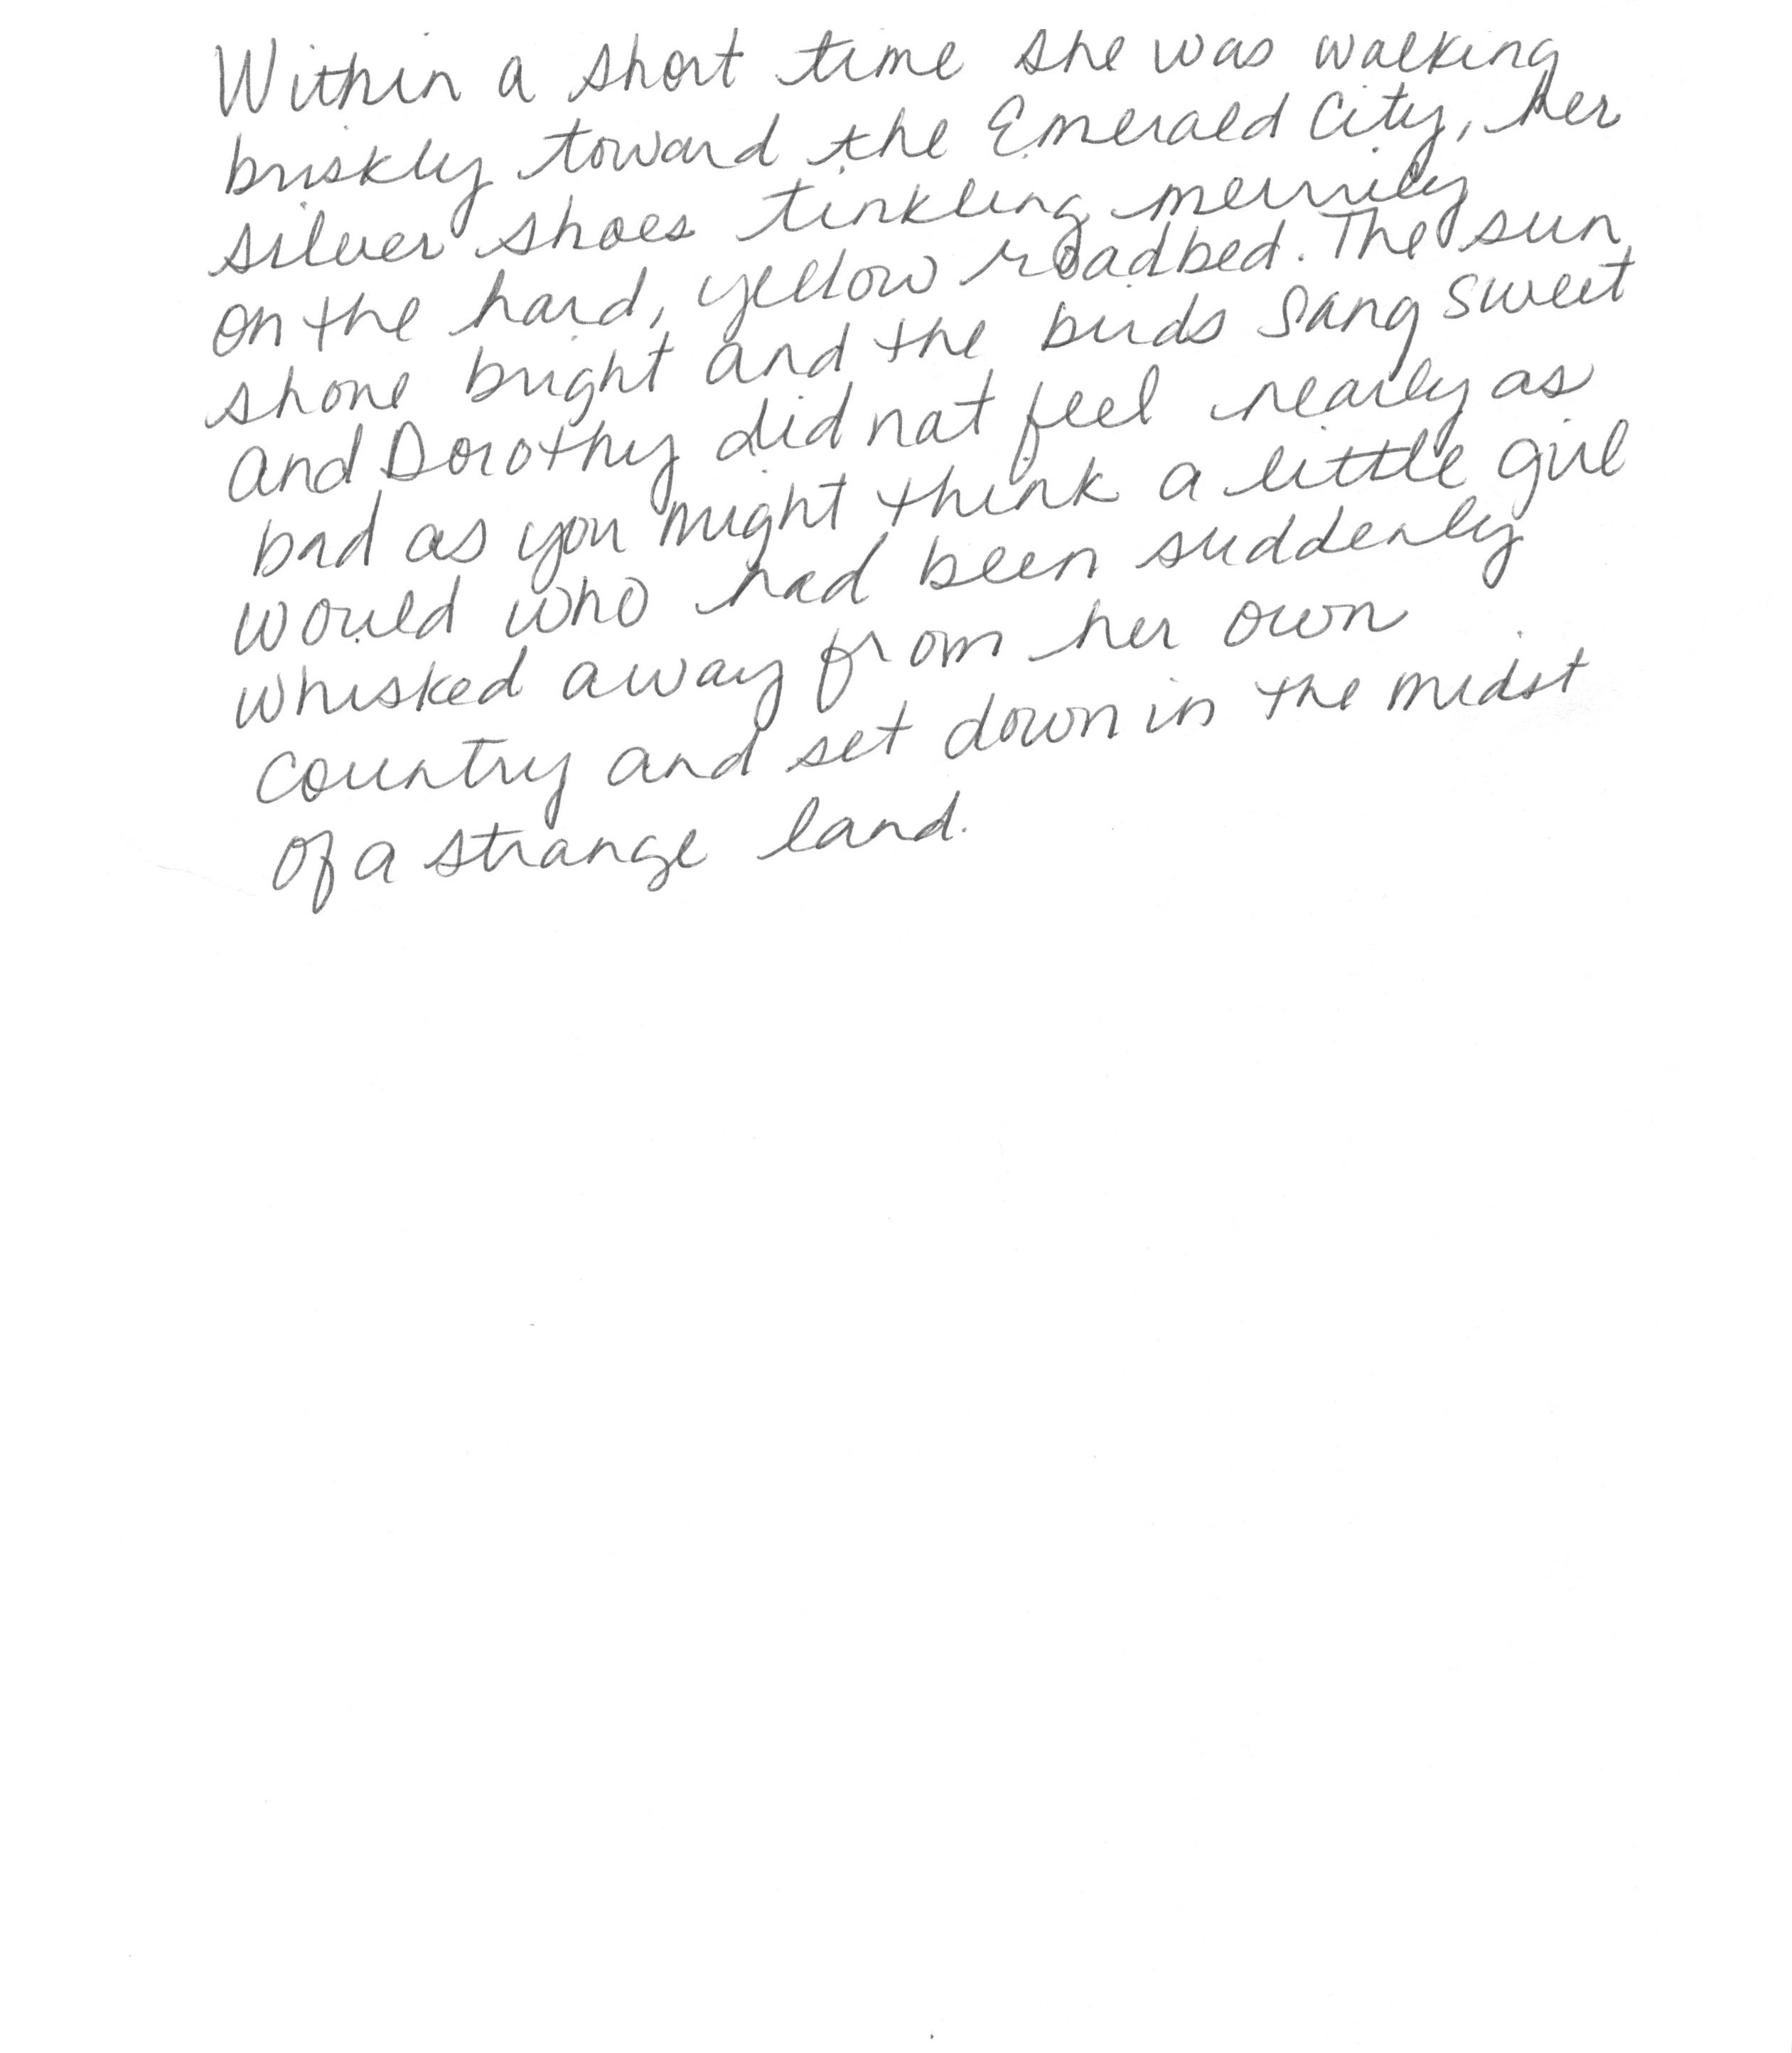 Within a short time she was walking
briskly toward the Emerald City, her
silver shoes tinkling merrily
on the hard, yellow roadbed. The sun
shone bright and the birds sang sweet
and Dorothy did not feel nearly as
bad as you might think a little girl
would who had been suddenly
whisked away from her own
country and set down in the midst
of a strange land.